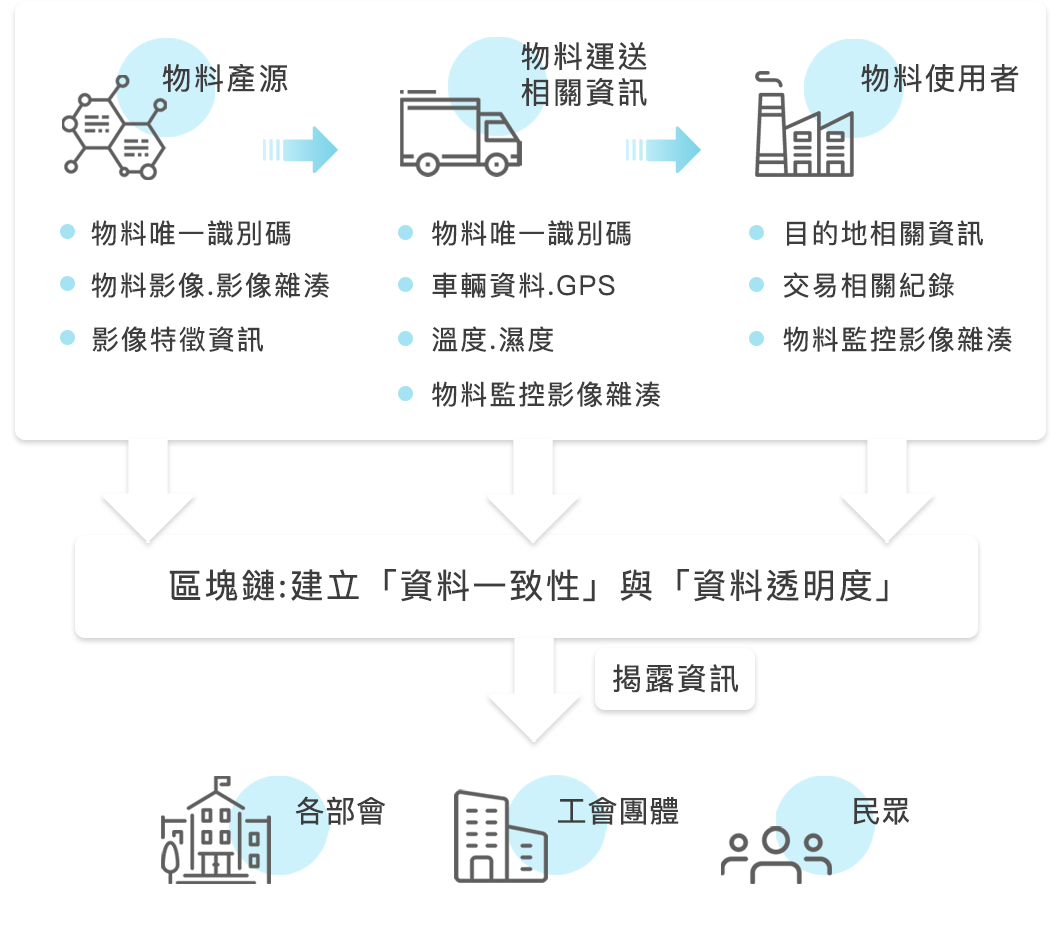 物料產源
物料運送
相關資訊
物料使用者
物料唯一識別碼
物料影像.影像雜湊
影像特徵資訊
物料唯一識別碼
車輛資料.GPS
溫度.濕度
物料監控影像雜湊
目的地相關資訊
交易相關紀錄
物料監控影像雜湊
區塊鏈:建立「資料一致性」與「資料透明度」
揭露資訊
各部會
工會團體
民眾